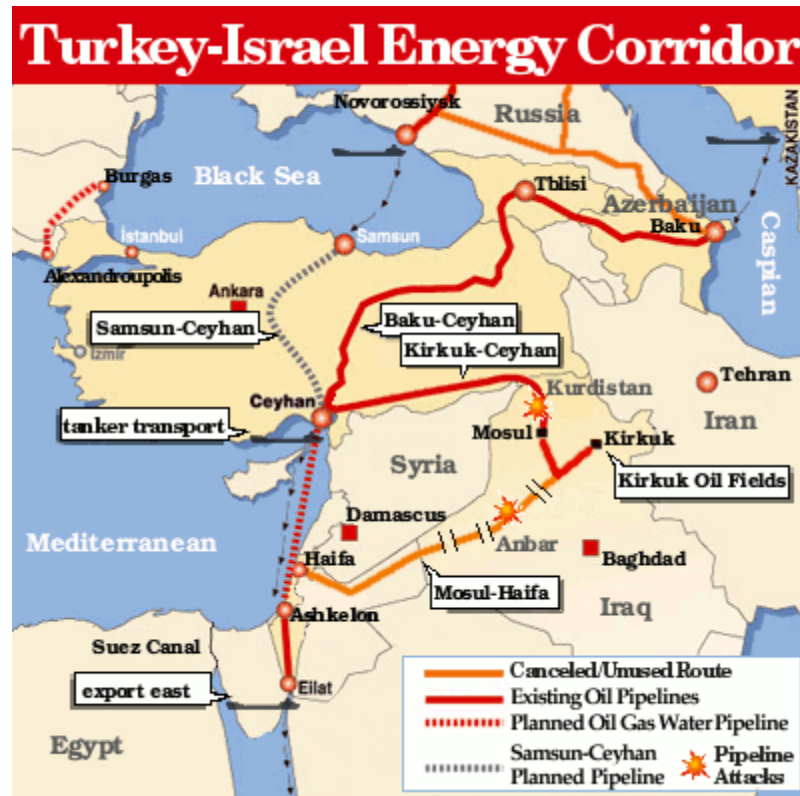 Turkey-Israel Energy Corridor
Novorossiysk
Russia
KAZAKISTAN
Burgas
Black Sea
Tblisi
Azerbaijan
Baku
Caspian
İstanbul
Samsun
Alexandroupolis
Ankara
Samsun-Ceyhan
Baku-Ceyhan
İzmir
Kirkuk-Ceyhan
Tehran
Kurdistan
Ceyhan
Iran
tanker transport
Mosul
Kirkuk
Syria
Kirkuk Oil Fields
Damascus
Mediterranean
Anbar
Haifa
Baghdad
Mosul-Haifa
Ashkelon
Iraq
Suez Canal
export east
Eilat
Egypt
Canceled/Unused Route
Existing Oil Pipelines
Planned Oil Gas Water Pipeline
Samsun-Ceyhan
Planned Pipeline
Pipeline
Attacks